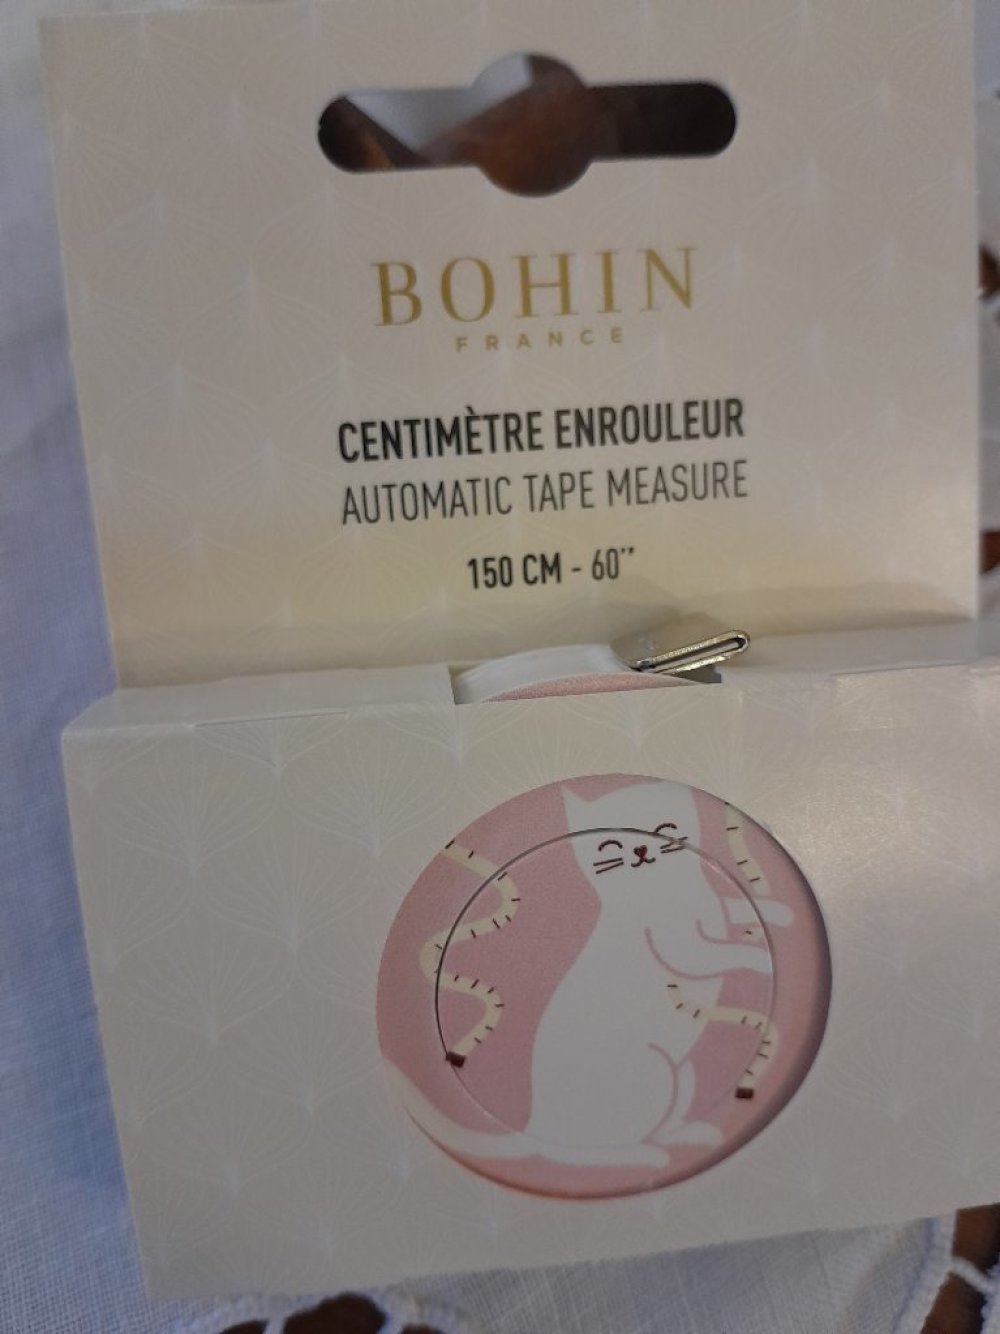 BOHIN
FRANCE
CENTIMÈTRE ENROULEUR
AUTOMATIC TAPE MEASURE
150 CM - 60’’